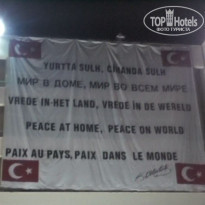 TOP HOTELS
ФОТО ТУРИСТА
YURTTA SULH, CIHANDA SULH
МИР В ДОМЕ, МИР ВО ВСЕМ МИРЕ
VREDE IN HET LAND, VREDE IN DE WERELD
PEACE AT HOME, PEACE ON WORLD
PAIX AU PAYS, PAIX DANS LE MONDE